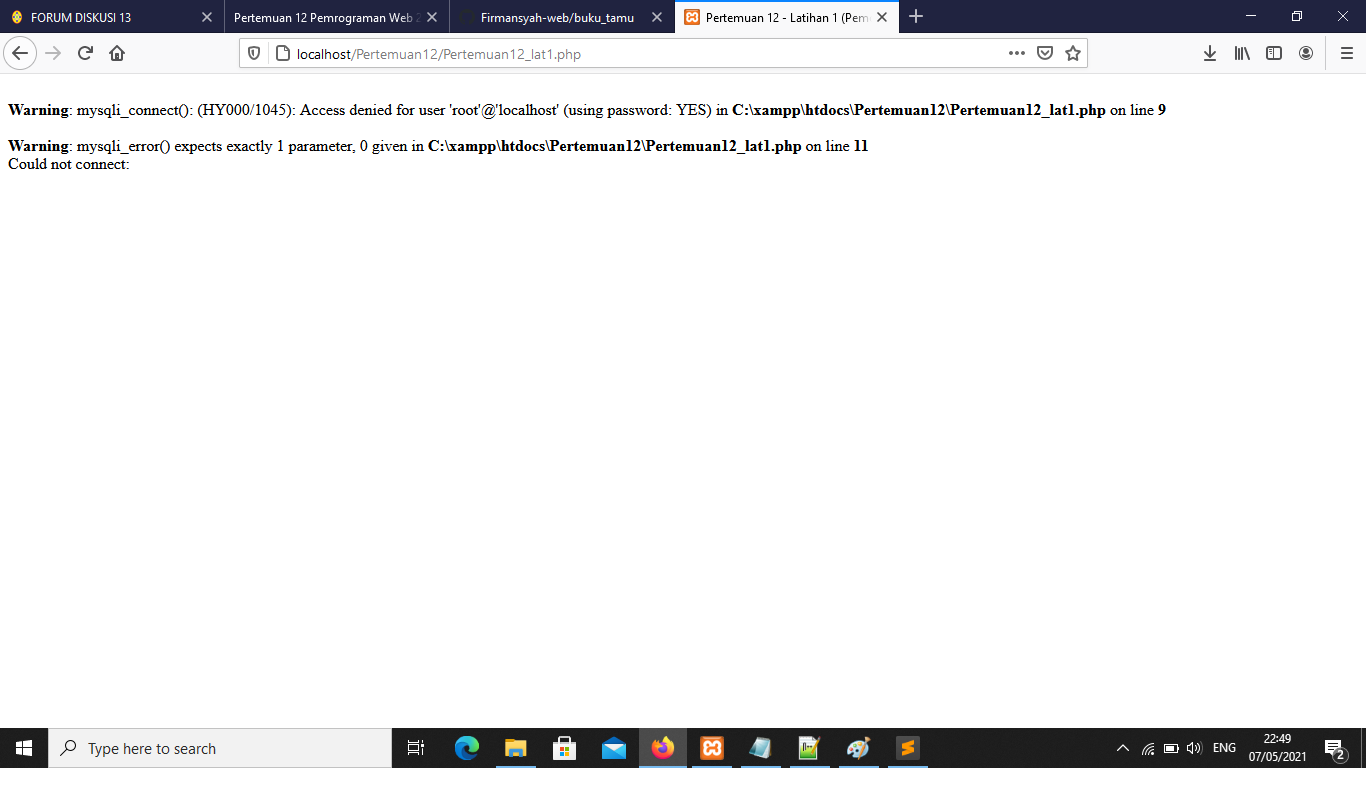 FORUM DISKUSI 13
Pertemuan 12 Pemrograman Web 2
Firmansyah-web/buku_tamu
Pertemuan 12 - Latihan 1 (Pem
localhost/Pertemuan12/Pertemuan12_lat1.php
Warning: mysqli_connect(): (HY000/1045): Access denied for user 'root'@'localhost' (using password: YES) in C:\xampp\htdocs\Pertemuan12\Pertemuan12_lat1.php on line 9
Warning: mysqli_error() expects exactly 1 parameter, 0 given in C:\xampp\htdocs\Pertemuan12\Pertemuan12_lat1.php on line 11
Could not connect:
Type here to search
ENG
22:49
07/05/2021
2